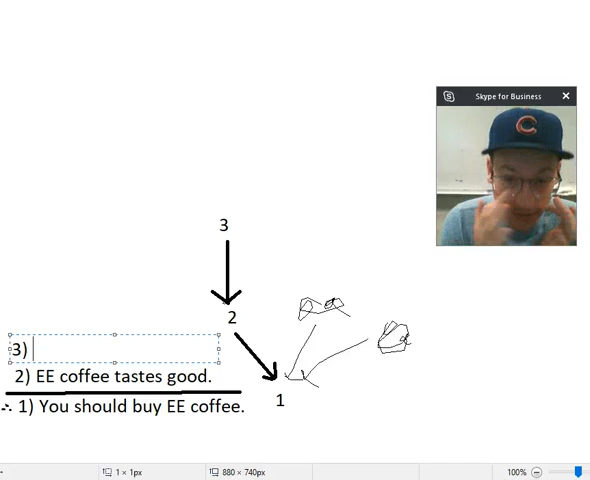 Skype for Business
C
3
2
3)
2) EE coffee tastes good.
∴ 1) You should buy EE coffee.
1
1 × 1px
880 × 740px
100%